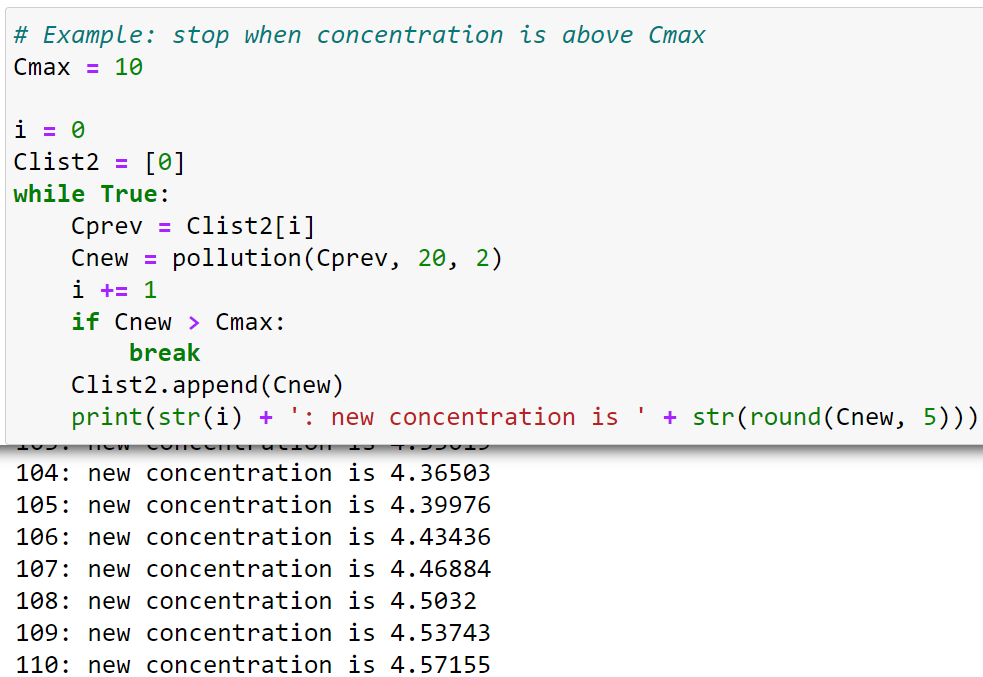 # Example: stop when concentration is above Cmax
Cmax = 10
i = 0
Clist2 = [0]
while True:
    Cprev = Clist2[i]
    Cnew = pollution(Cprev, 20, 2)
    i += 1
    if Cnew > Cmax:
        break
    Clist2.append(Cnew)
    print(str(i) + ': new concentration is ' + str(round(Cnew, 5)))
new concentration is
104: new concentration is 4.36503
105: new concentration is 4.39976
106: new concentration is 4.43436
107: new concentration is 4.46884
108: new concentration is 4.5032
109: new concentration is 4.53743
110: new concentration is 4.57155